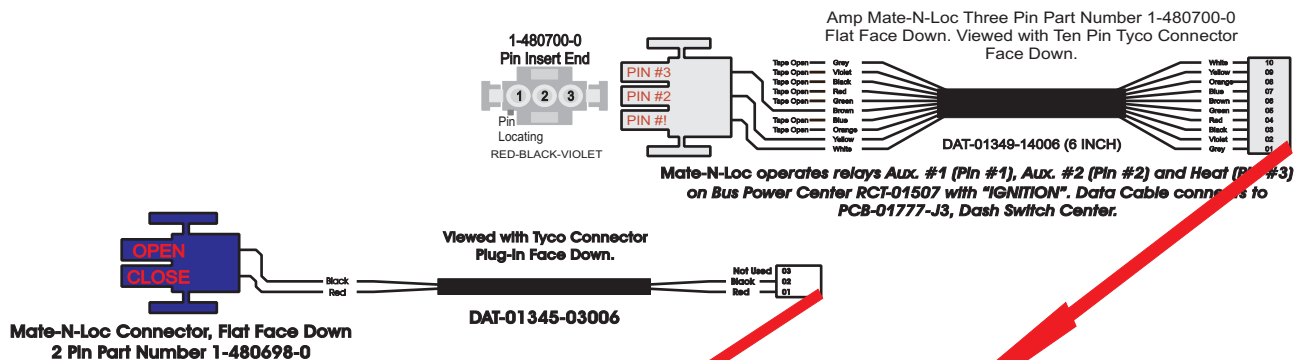 Amp Mate-N-Loc Three Pin Part Number 1-480700-0
Flat Face Down. Viewed with Ten Pin Tyco Connector
Face Down.
1-480700-0
Pin Insert End
1 2 3
Pin
Locating
RED-BLACK-VIOLET
PIN #3
PIN #2
PIN #!
Tape Open Grey
Tape Open Violet
Tape Open Black
Tape Open Red
Tape Open Green
Brown
Tape Open Blue
Tape Open Orange
Yellow
White
DAT-01349-14006 (6 INCH)
White 10
Yellow 09
Orange 08
Blue 07
Brown 06
Green 05
Red 04
Black 03
Violet 02
Grey 01
Mate-N-Loc operates relays Aux. #1 (Pin #1), Aux. #2 (Pin #2) and Heat (Pin #3)
on Bus Power Center RCT-01507 with “IGNITION”. Data Cable connects to
PCB-01777-J3, Dash Switch Center.
OPEN
CLOSE
Black
Red
Viewed with Tyco Connector
Plug-In Face Down.
Not Used 03
Black 02
Red 01
DAT-01345-03006
Mate-N-Loc Connector, Flat Face Down
2 Pin Part Number 1-480698-0